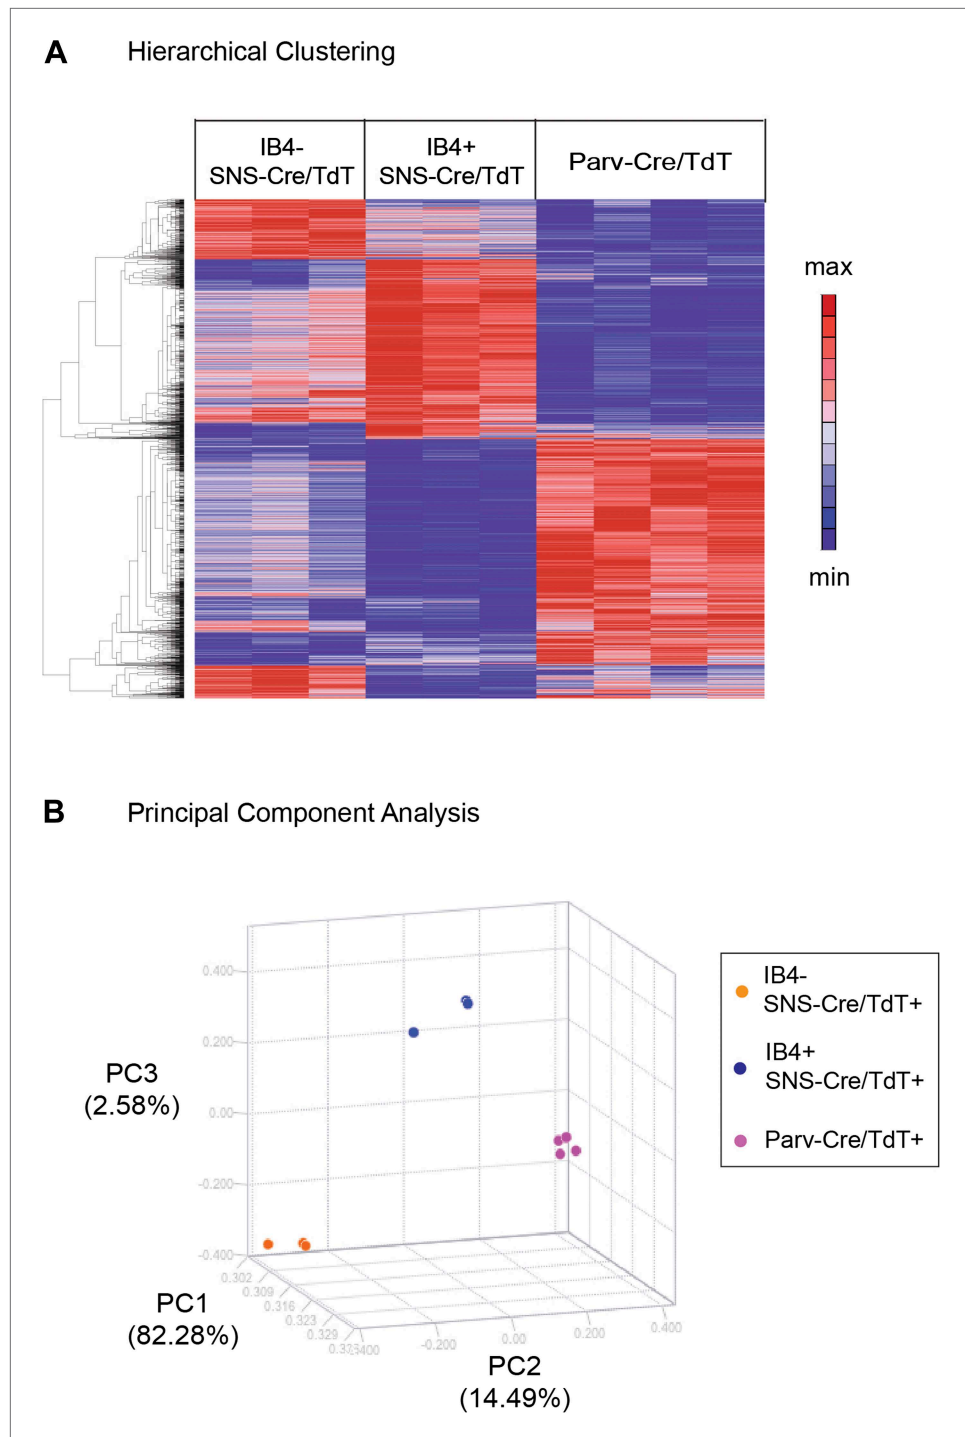 A Hierarchical Clustering
IB4-
SNS-Cre/TdT
IB4+
SNS-Cre/TdT
Parv-Cre/TdT
max
min
B Principal Component Analysis
0.400
0.200
0.00
-0.200
-0.400
PC3
(2.58%)
0.302
0.309
0.316
0.323
0.329
PC1
(82.28%)
-0.200
0.00
0.200
0.400
PC2
(14.49%)
IB4-
SNS-Cre/TdT+
IB4+
SNS-Cre/TdT+
Parv-Cre/TdT+